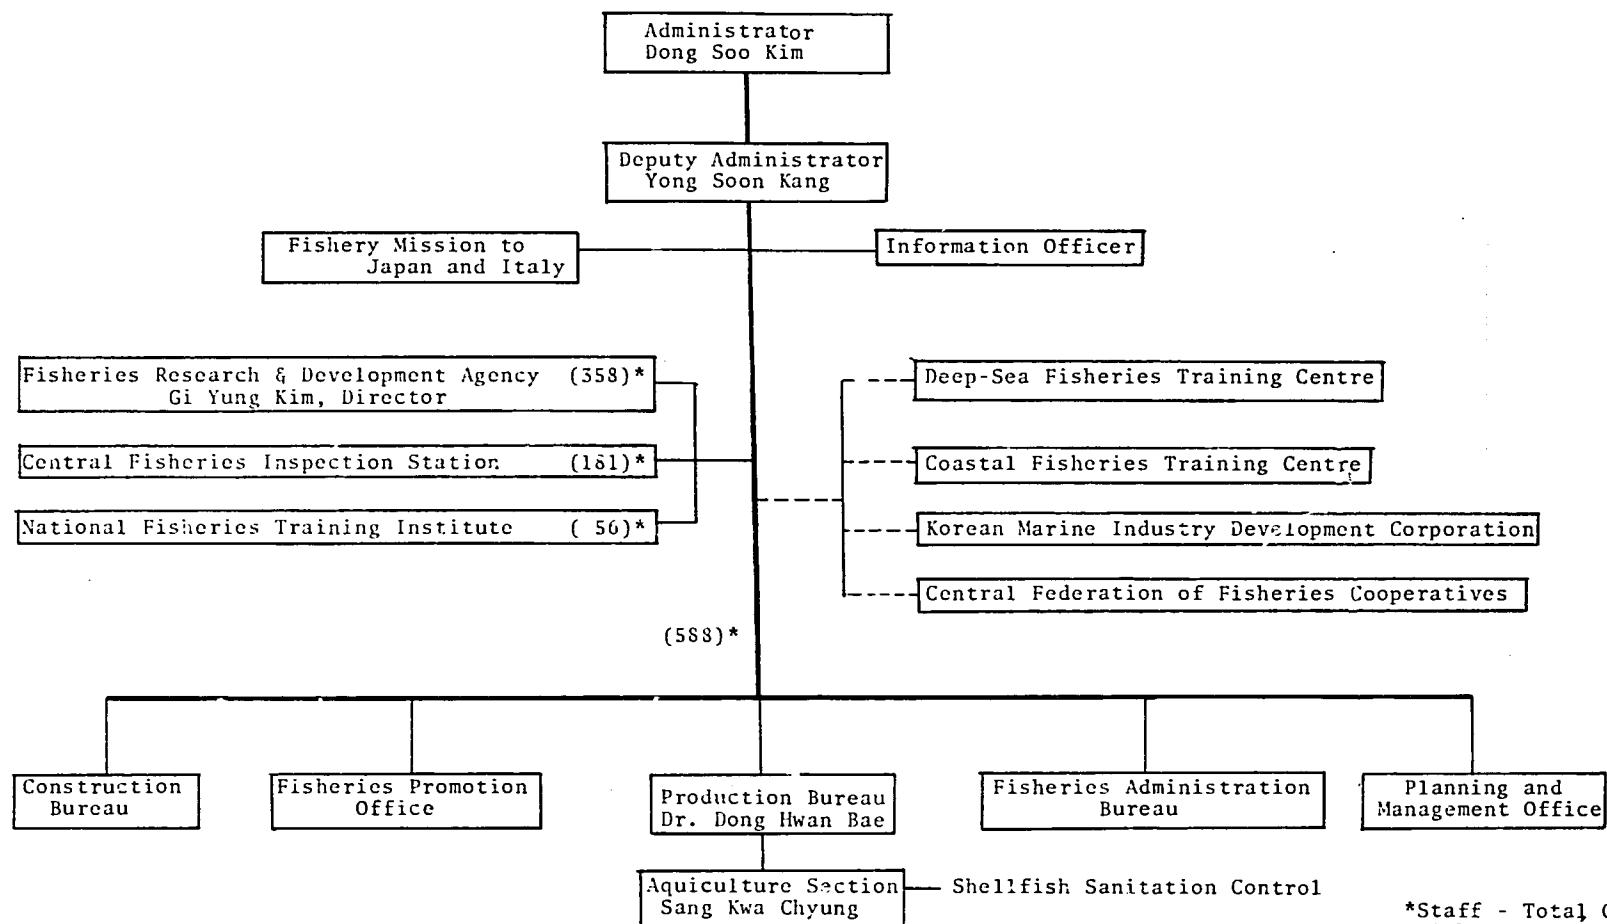 Administrator
Dong Soo Kim
Deputy Administrator
Yong Soon Kang
Fishery Mission to
Japan and Italy
Information Officer
Fisheries Research & Development Agency (358)*
Gi Yung Kim, Director
Central Fisheries Inspection Station (181)*
National Fisheries Training Institute ( 56)*
Deep-Sea Fisheries Training Centre
Coastal Fisheries Training Centre
Korean Marine Industry Development Corporation
Central Federation of Fisheries Cooperatives
(588)*
Construction
Bureau
Fisheries Promotion
Office
Production Bureau
Dr. Dong Hwan Bae
Fisheries Administration
Bureau
Planning and
Management Office
Aquiculture Section
Sang Kwa Chyung
Shellfish Sanitation Control
*Staff - Total